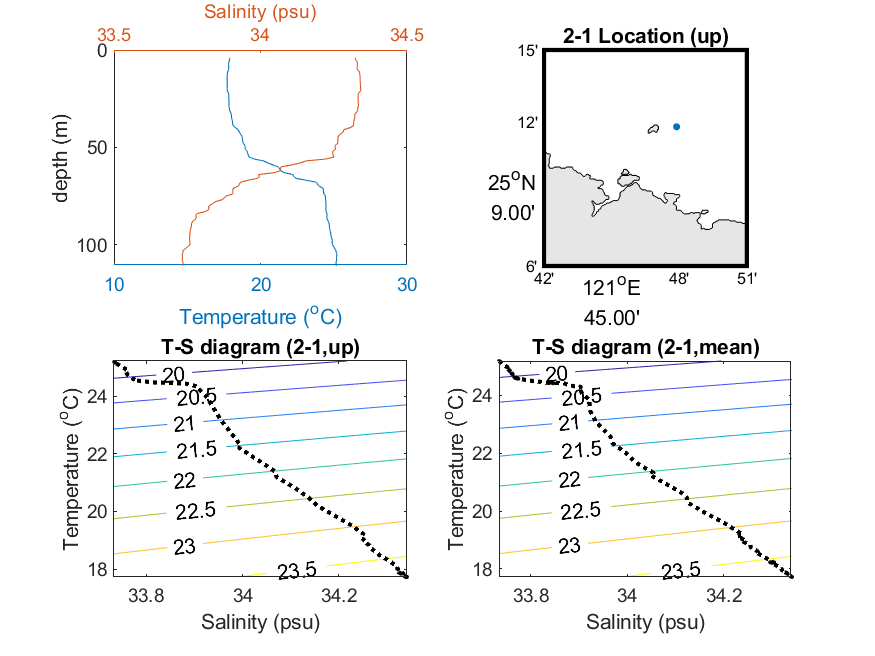 Salinity (psu)
33.5 34 34.5
0
50
100
depth (m)
10 20 30
Temperature (°C)
2-1 Location (up)
15'
12'
25°N
9.00'
6'
42' 48' 51'
121°E
45.00'
T-S diagram (2-1,up)
24
22
20
18
Temperature (°C)
20
20.5
21
21.5
22
22.5
23
23.5
33.8 34 34.2
Salinity (psu)
T-S diagram (2-1,mean)
24
22
20
18
Temperature (°C)
20
20.5
21
21.5
22
22.5
23
23.5
33.8 34 34.2
Salinity (psu)